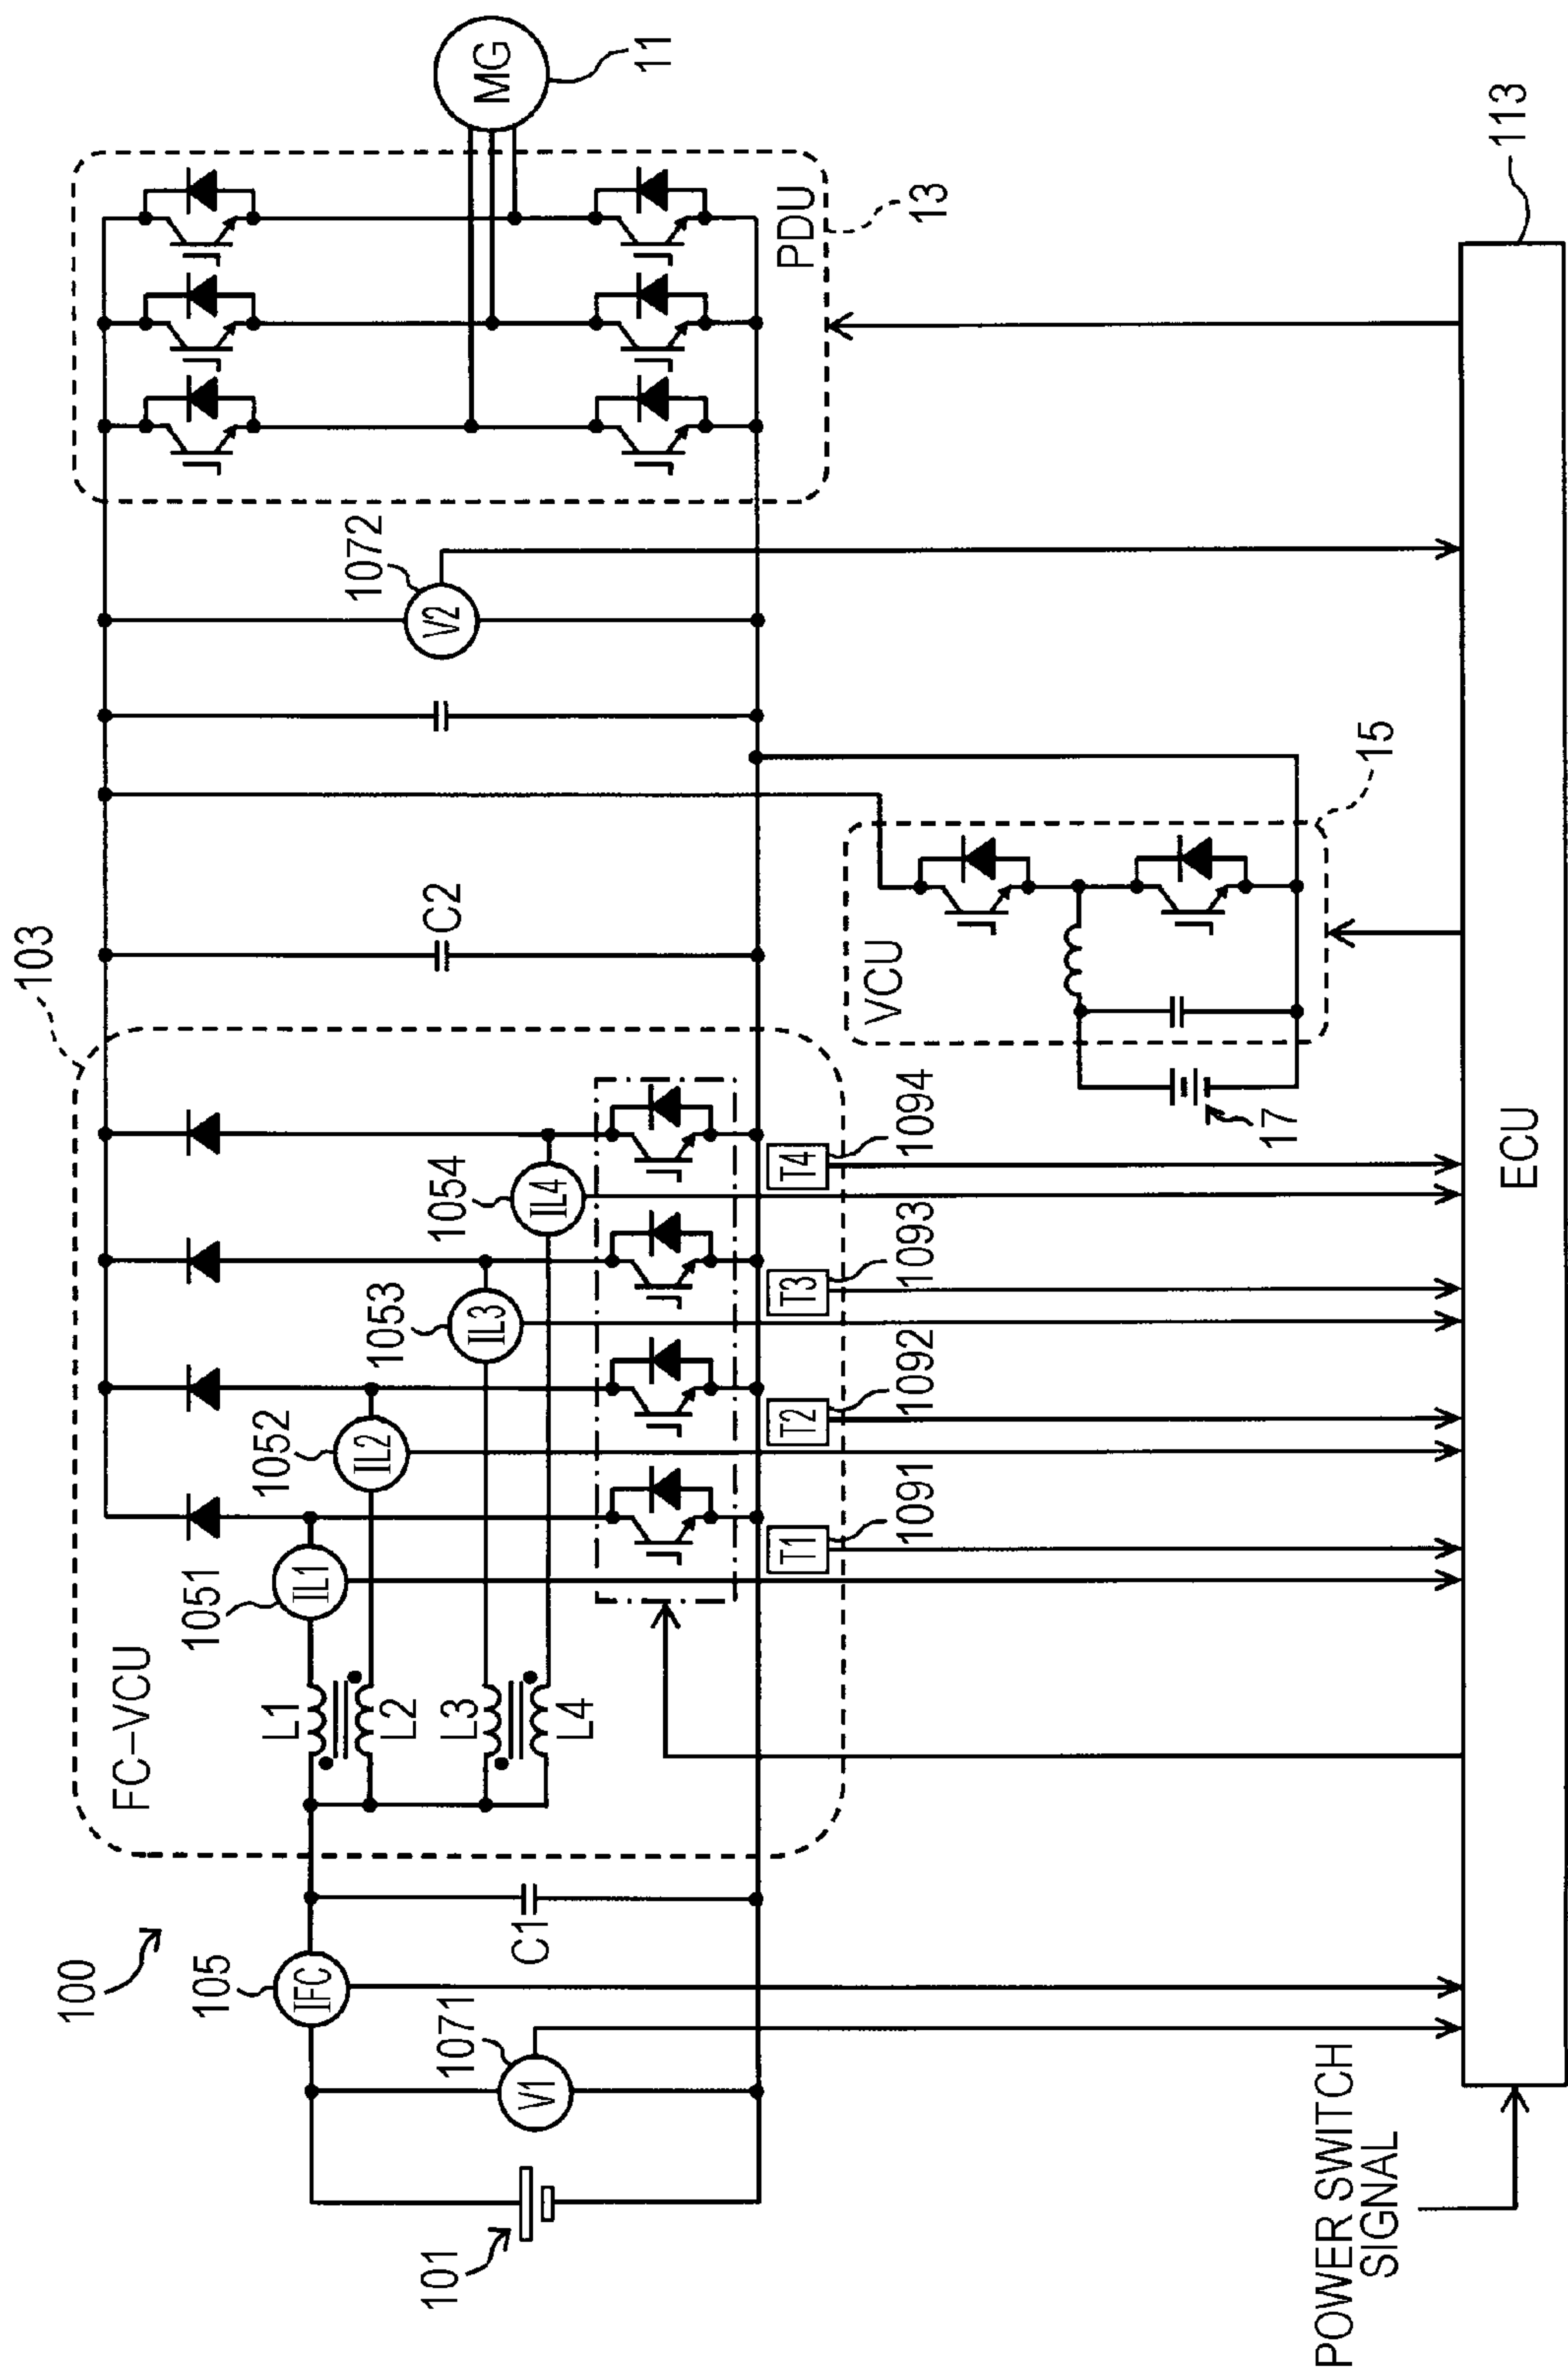 100
103
FC-VCU
105
IFC
101
1071
V1
C1
L1
L2
L3
L4
1051
IL1
1052
IL2
1053
IL3
1054
IL4
T1
1091
T2
1092
T3
1093
T4
1094
C2
1072
V2
VCU
15
17
PDU
13
MG
11
ECU
113
POWER SWITCH
SIGNAL